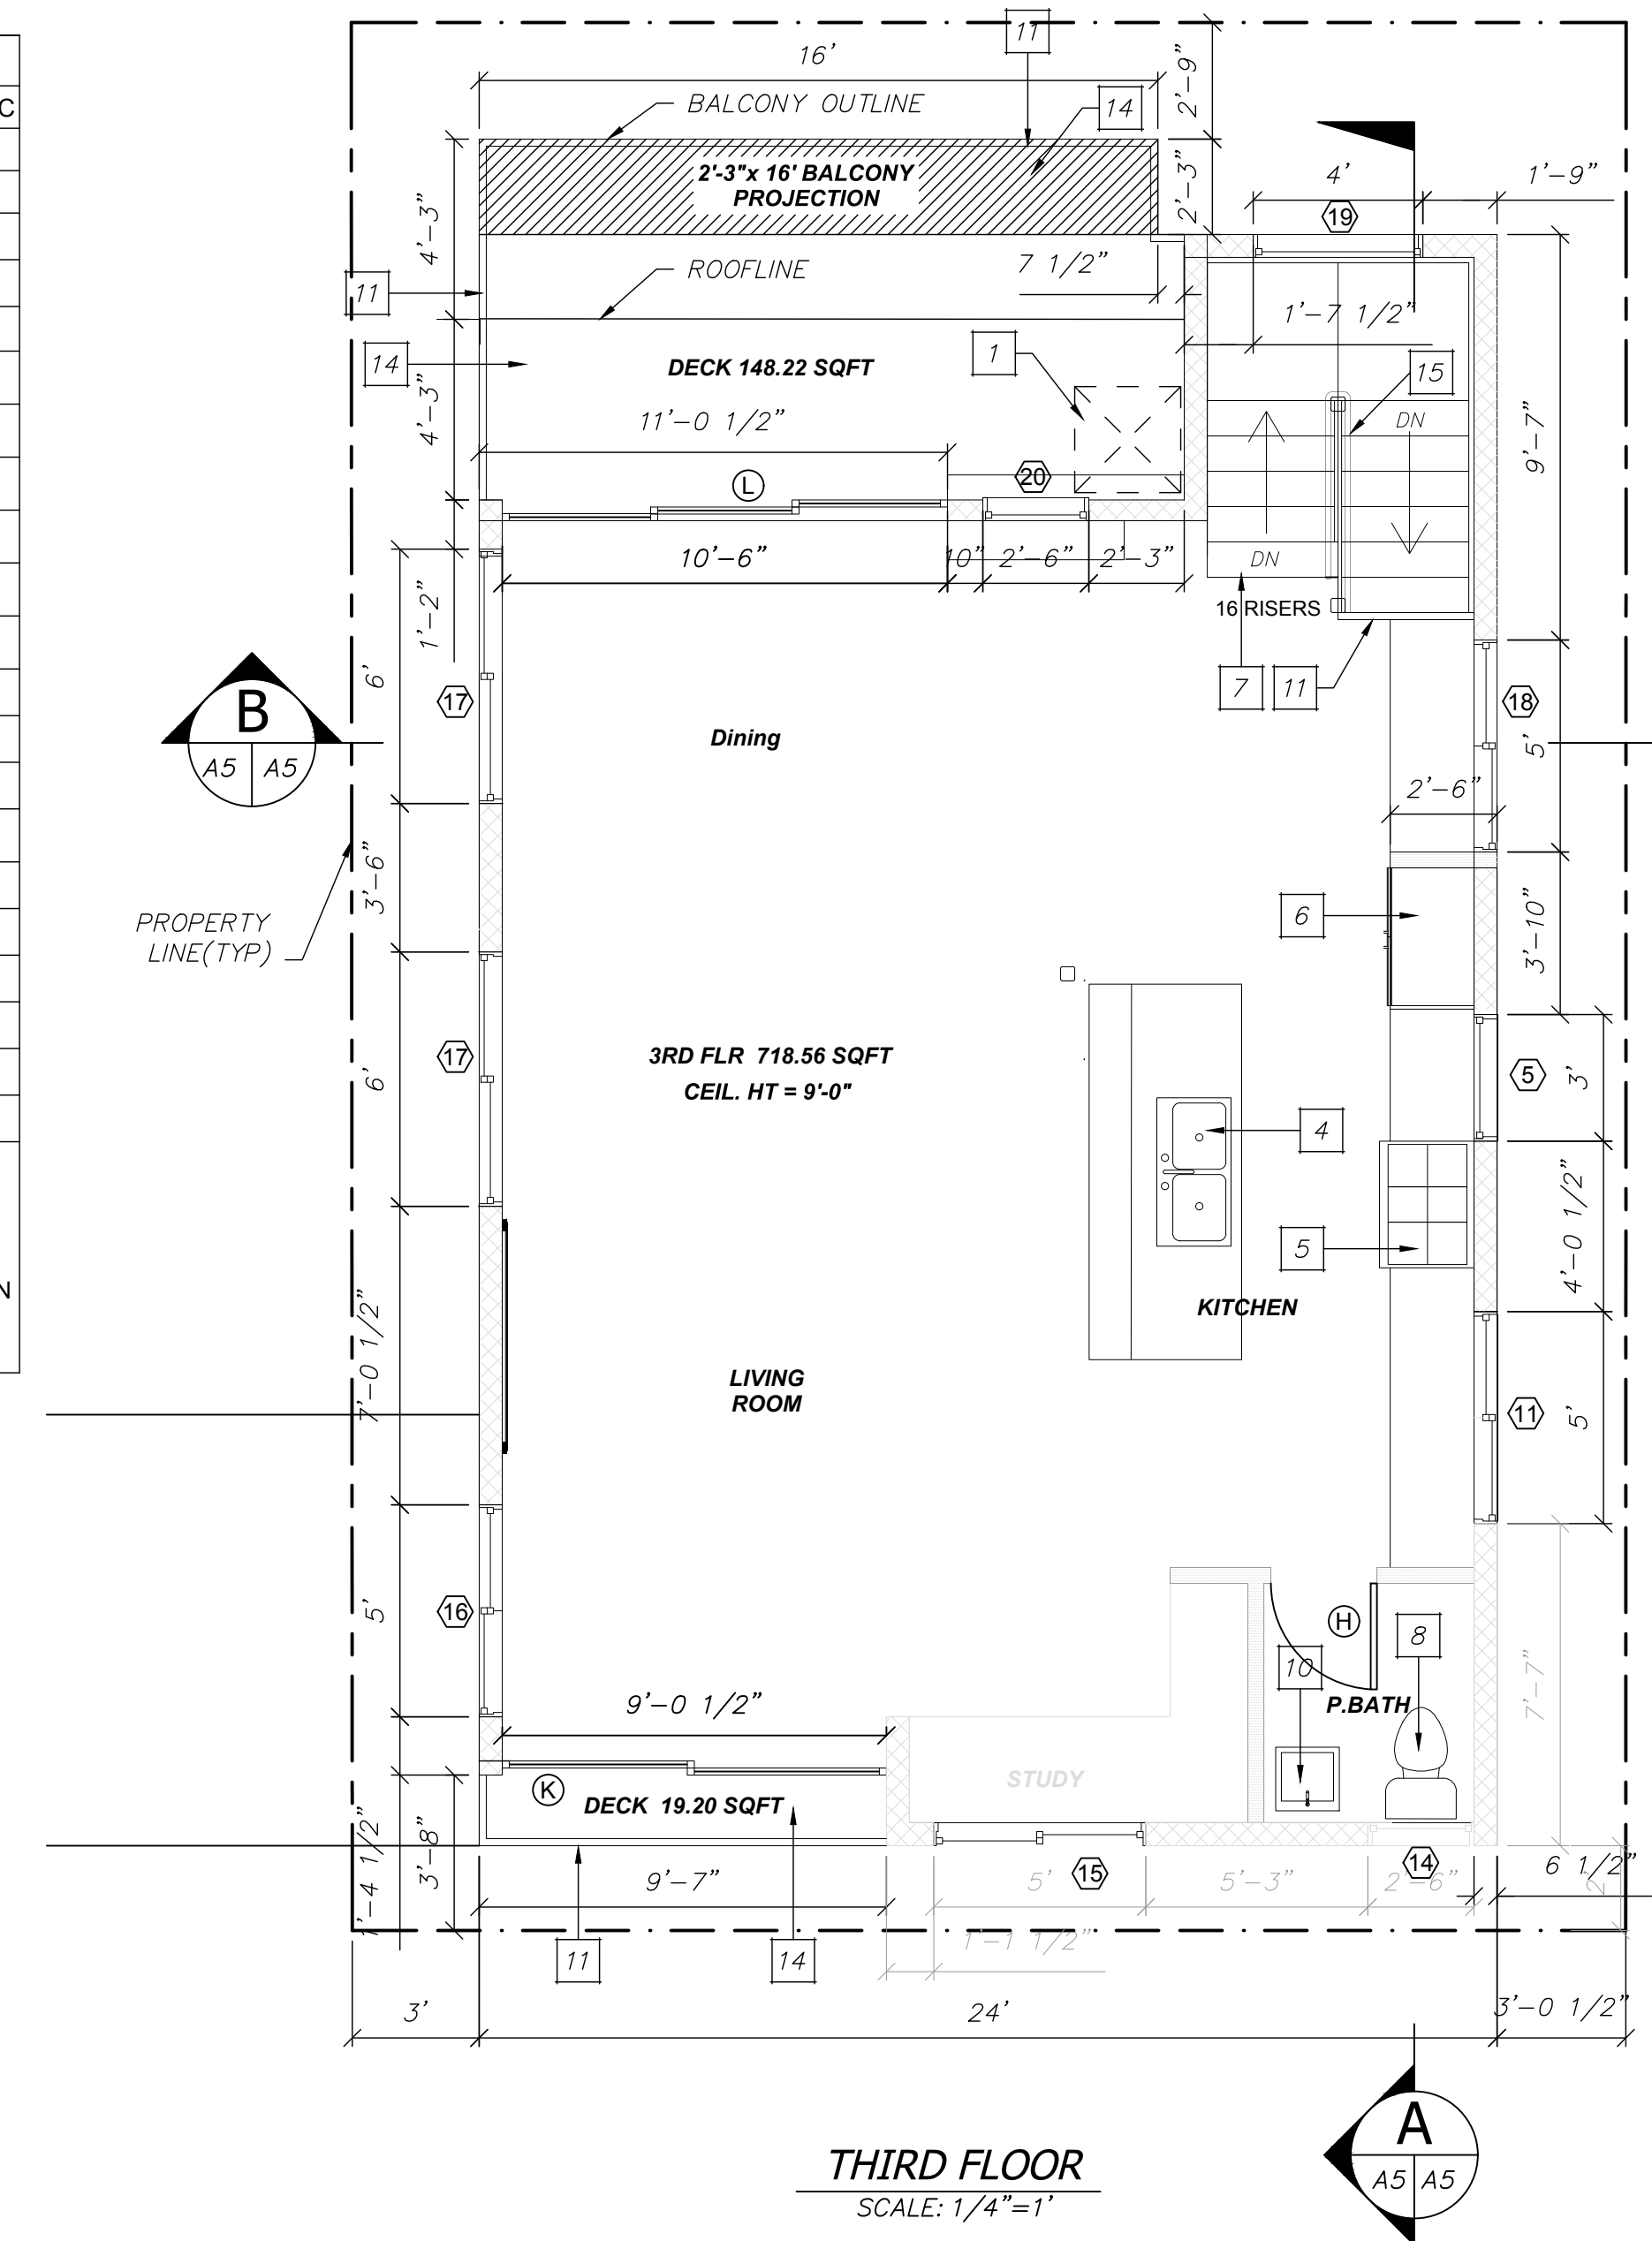 C
N
16'
11
2'-9"
BALCONY OUTLINE
14
2'-3"x 16' BALCONY
PROJECTION
2'-3"
4'
1'-9"
19
4'-3"
ROOFLINE
7 1/2"
11
1'-7 1/2"
14
DECK 148.22 SQFT
1
15
4'-3"
11'-0 1/2"
DN
9'-7"
L
20
10'-6"
10"
2'-6"
2'-3"
DN
1'-2"
16 RISERS
6'
17
7
11
18
B
A5
A5
Dining
5'
2'-6"
3'-6"
PROPERTY
LINE(TYP)
6
3'-10"
17
6'
3RD FLR  718.56 SQFT
CEIL. HT = 9'-0"
5
3'
4
4'-0 1/2"
5
KITCHEN
7'-0 1/2"
LIVING
ROOM
11
5'
16
5'
H
8
10
7'-7"
P.BATH
9'-0 1/2"
STUDY
K
DECK  19.20 SQFT
1'-4 1/2"
3'-8"
9'-7"
5'
15
5'-3"
14
2'-6"
6 1/2"
2'
1'-1 1/2"
11
14
3'
24'
3'-0 1/2"
A
A5
A5
THIRD FLOOR
SCALE: 1/4"=1'